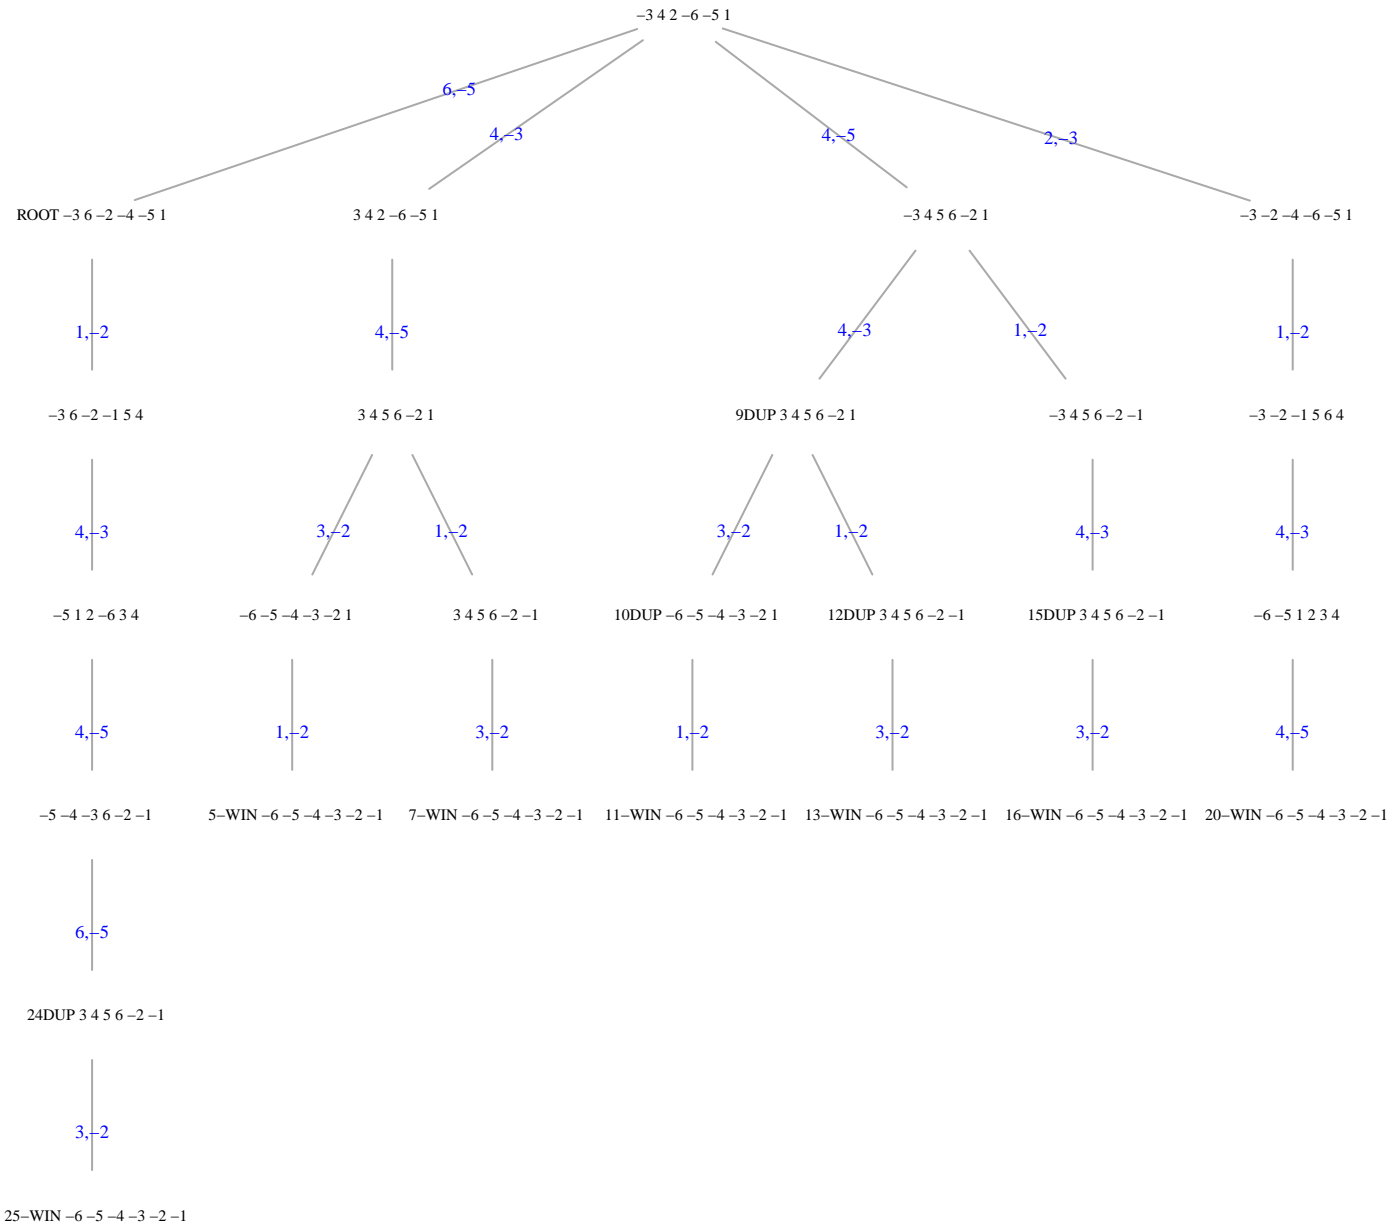 –3 4 2 –6 –5 1
6,–5
4,–3
4,–5
2,–3
ROOT –3 6 –2 –4 –5 1
3 4 2 –6 –5 1
–3 4 5 6 –2 1
–3 –2 –4 –6 –5 1
1,–2
4,–5
4,–3
1,–2
1,–2
–3 6 –2 –1 5 4
3 4 5 6 –2 1
9DUP 3 4 5 6 –2 1
–3 4 5 6 –2 –1
–3 –2 –1 5 6 4
4,–3
3,–2
1,–2
3,–2
1,–2
4,–3
4,–3
–5 1 2 –6 3 4
–6 –5 –4 –3 –2 1
3 4 5 6 –2 –1
10DUP –6 –5 –4 –3 –2 1
12DUP 3 4 5 6 –2 –1
15DUP 3 4 5 6 –2 –1
–6 –5 1 2 3 4
4,–5
1,–2
3,–2
1,–2
3,–2
3,–2
4,–5
–5 –4 –3 6 –2 –1
5–WIN –6 –5 –4 –3 –2 –1
7–WIN –6 –5 –4 –3 –2 –1
11–WIN –6 –5 –4 –3 –2 –1
13–WIN –6 –5 –4 –3 –2 –1
16–WIN –6 –5 –4 –3 –2 –1
20–WIN –6 –5 –4 –3 –2 –1
6,–5
24DUP 3 4 5 6 –2 –1
3,–2
25–WIN –6 –5 –4 –3 –2 –1